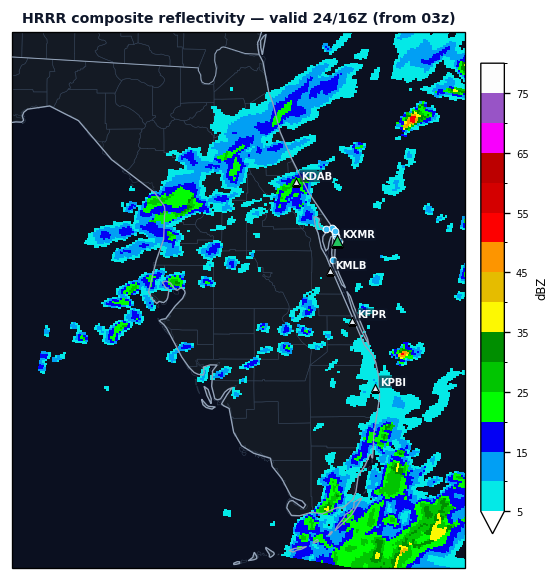 HRRR composite reflectivity — valid 24/16Z (from 03z)
KDAB
KXMR
KMLB
KFPR
KPBI
75
65
55
45
35
25
15
5
dBZ